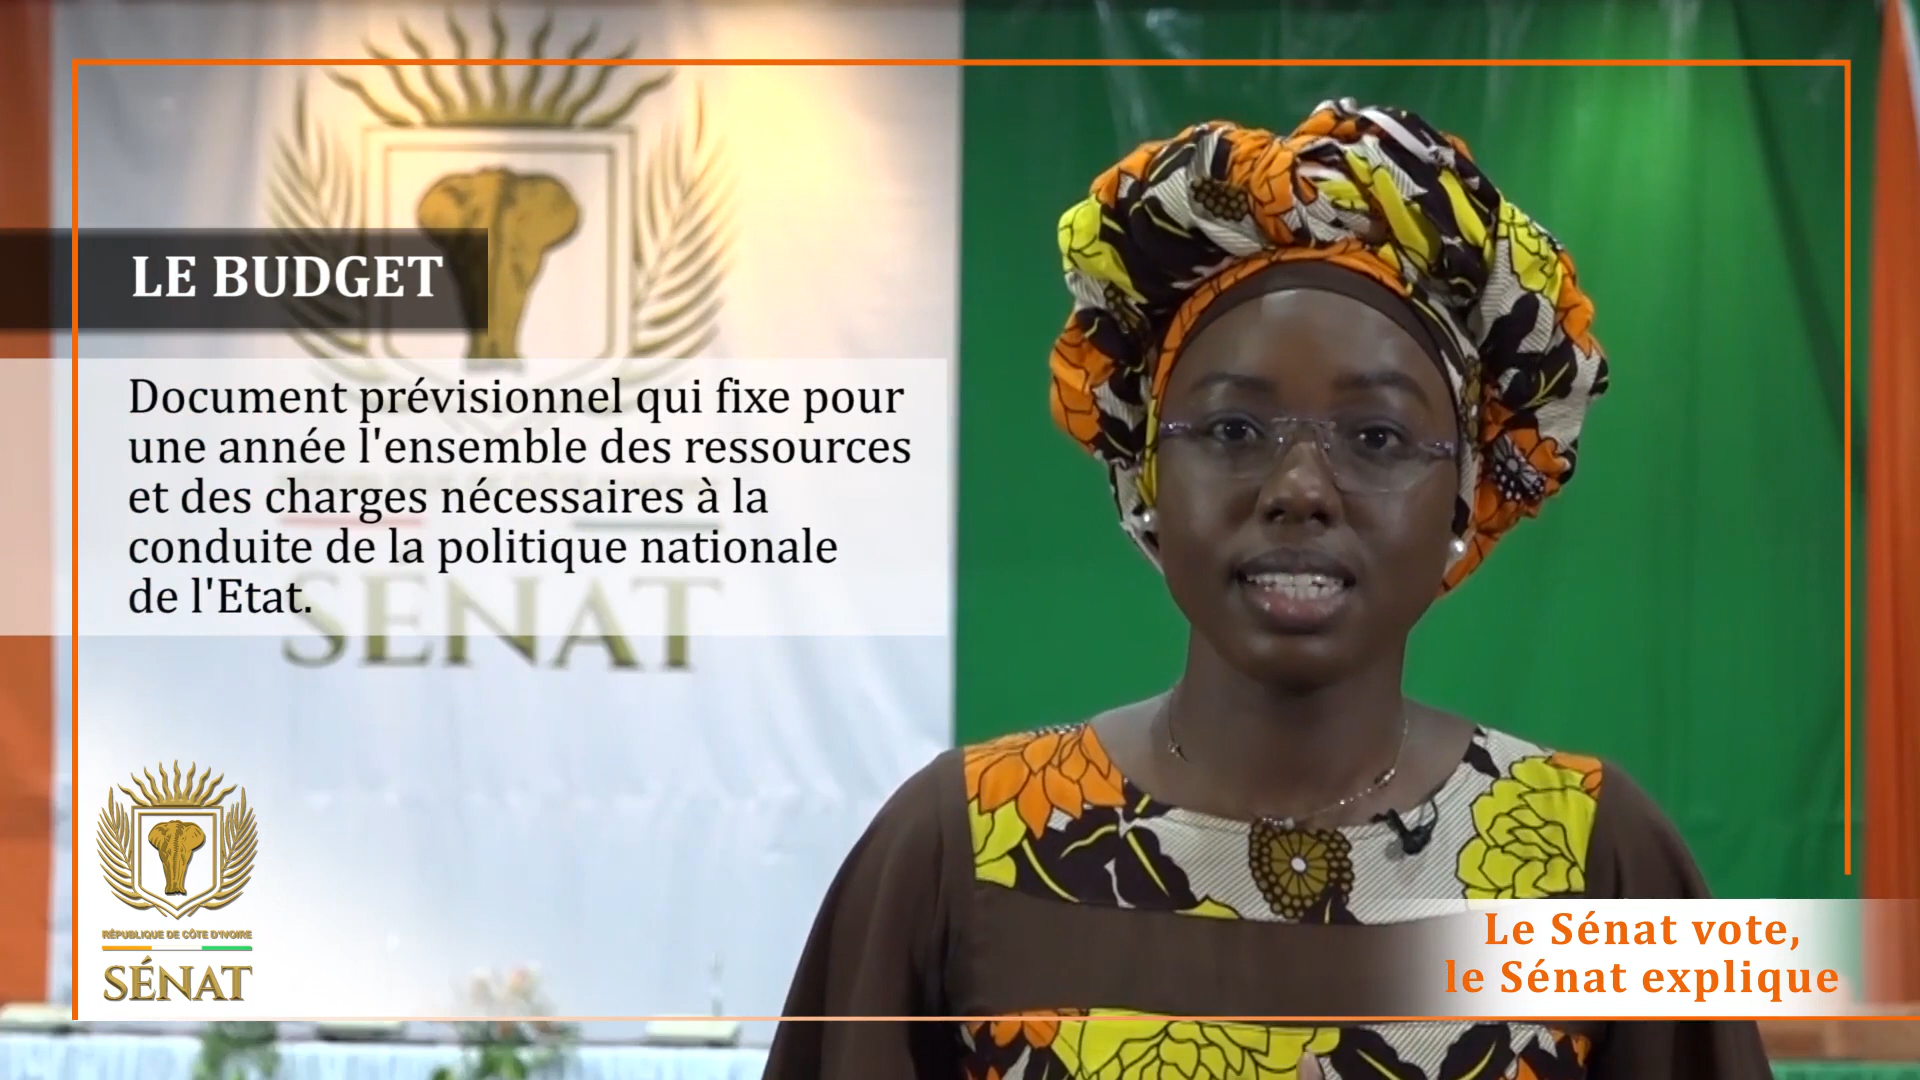 LE BUDGET
Document prévisionnel qui fixe pour
une année l'ensemble des ressources
et des charges nécessaires à la
conduite de la politique nationale
de l'Etat.
SÉNAT
RÉPUBLIQUE DE CÔTE D'IVOIRE
SÉNAT
Le Sénat vote,
le Sénat explique